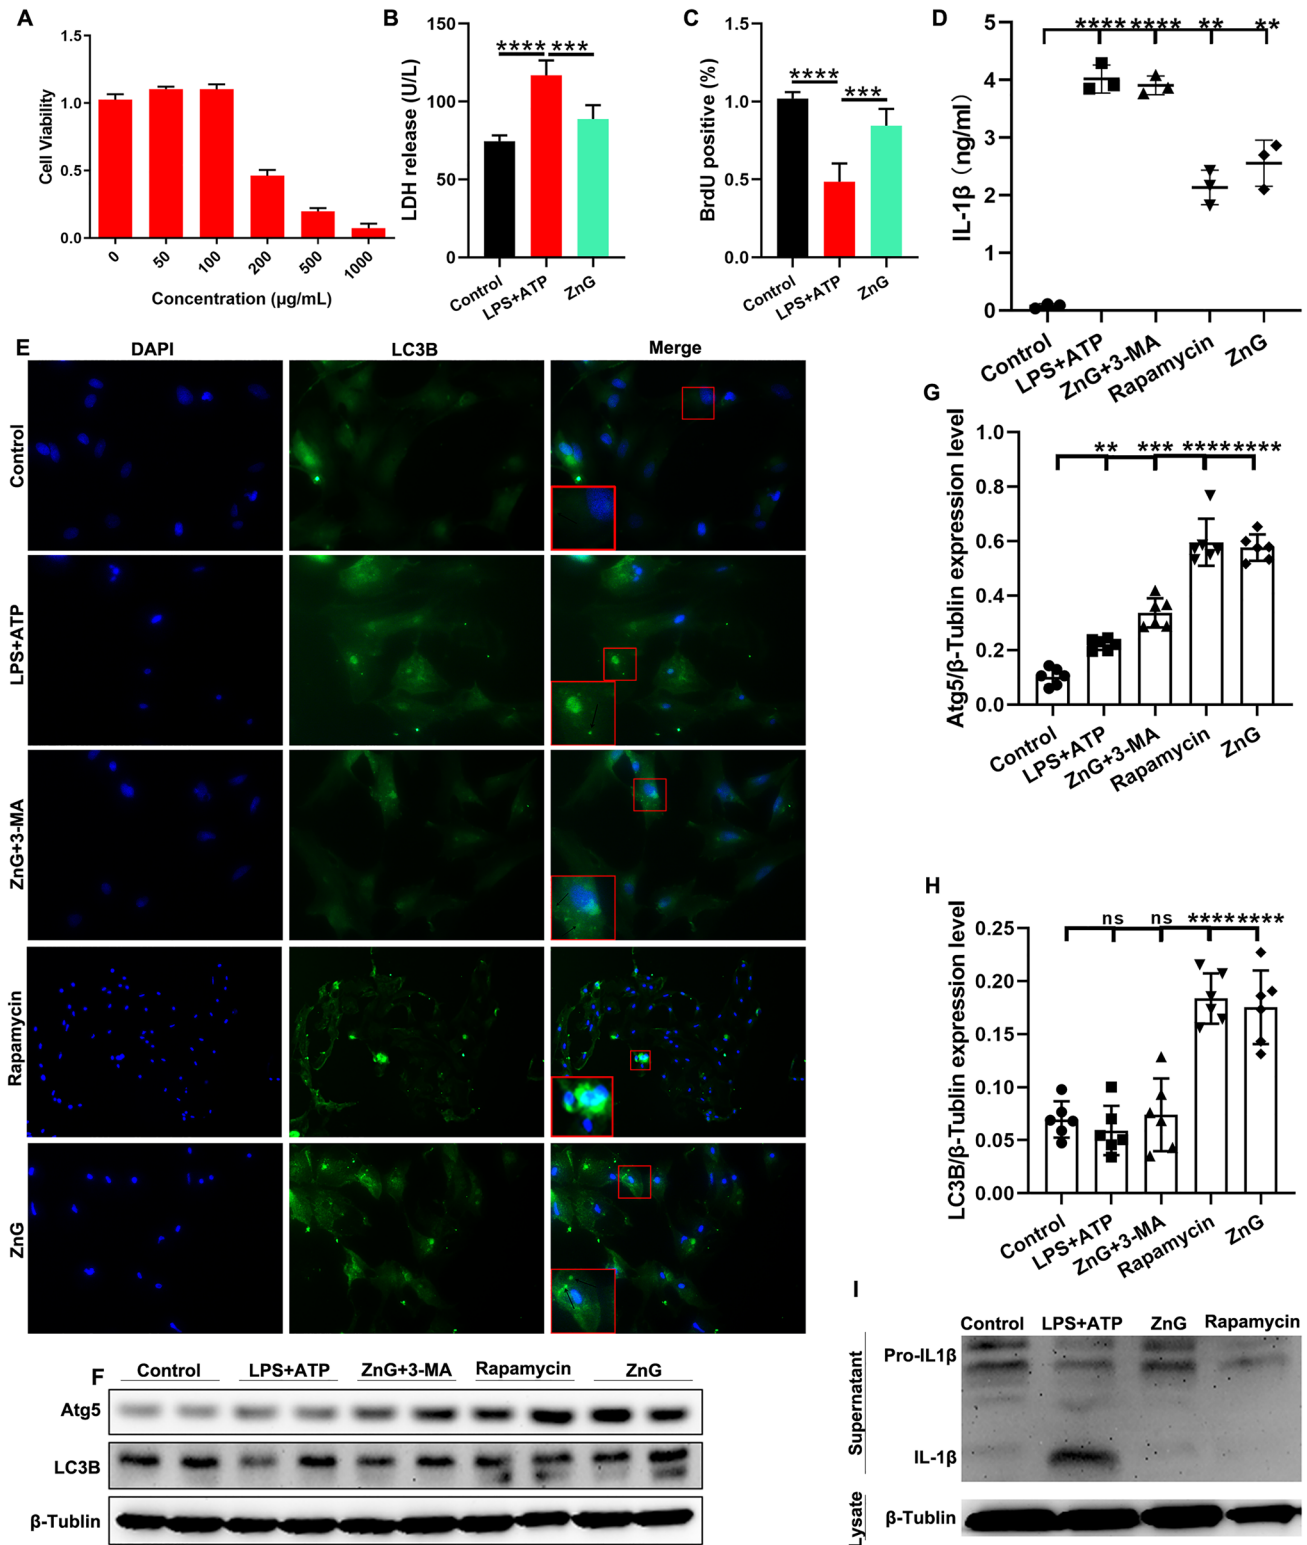 A
1.5
1.0
0.5
0.0
Cell Viability
0
50
100
200
500
1000
Concentration (µg/mL)
B
150
100
50
0
LDH release (U/L)
****
***
Control
LPS+ATP
ZnG
C
1.5
1.0
0.5
0.0
BrdU positive (%)
****
***
Control
LPS+ATP
ZnG
D
5
4
3
2
1
0
IL-1β (ng/ml)
****
****
**
**
Control
LPS+ATP
ZnG+3-MA
Rapamycin
ZnG
E
DAPI
LC3B
Merge
Control
LPS+ATP
ZnG+3-MA
Rapamycin
ZnG
F
Control
LPS+ATP
ZnG+3-MA
Rapamycin
ZnG
Atg5
LC3B
β-Tublin
G
1.0
0.8
0.6
0.4
0.2
0.0
Atg5/β-Tublin expression level
**
***
****
****
Control
LPS+ATP
ZnG+3-MA
Rapamycin
ZnG
H
0.25
0.20
0.15
0.10
0.05
0.00
LC3B/β-Tublin expression level
ns
ns
****
****
Control
LPS+ATP
ZnG+3-MA
Rapamycin
ZnG
I
Control
LPS+ATP
ZnG
Rapamycin
Supernatant
Pro-IL1β
IL-1β
Lysate
β-Tublin